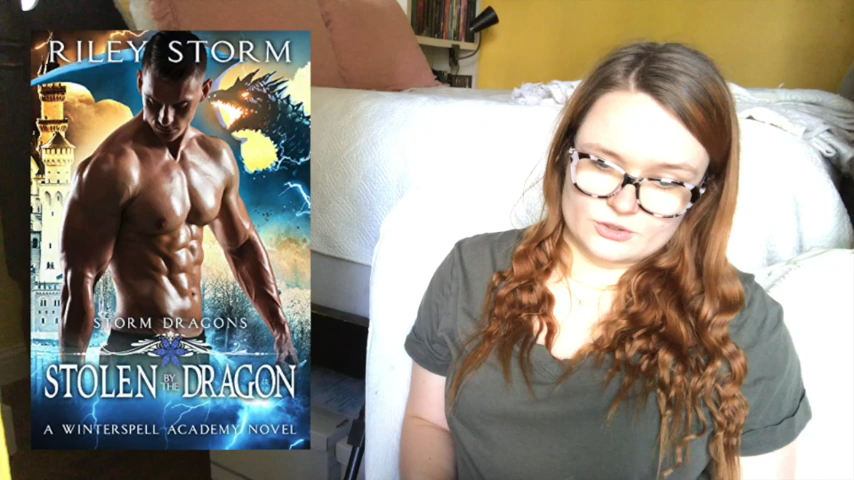 RILEY STORM
STORM DRAGONS
STOLEN BY THE DRAGON
A WINTERSPELL ACADEMY NOVEL